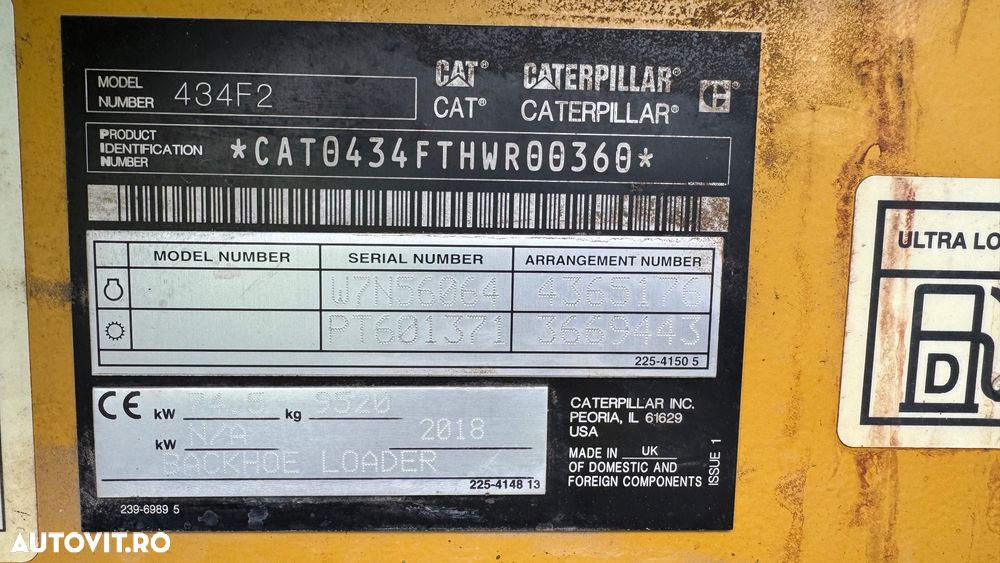 MODEL
NUMBER 434F2
CAT® CATERPILLAR®
CAT® CATERPILLAR®
PRODUCT
IDENTIFICATION
NUMBER *CAT0434FTHWR00360*
MODEL NUMBER SERIAL NUMBER ARRANGEMENT NUMBER
W7N56064 4365176
PT601371 3669443
225-4150 5
CE kW 74.5 kg 9520
kW N/A 2018
BACKHOE LOADER
225-4148 13
239-6989 5
CATERPILLAR INC.
PEORIA, IL 61629
USA
MADE IN UK
OF DOMESTIC AND
FOREIGN COMPONENTS
ISSUE 1
ULTRA LO
D
AUTOVIT.RO